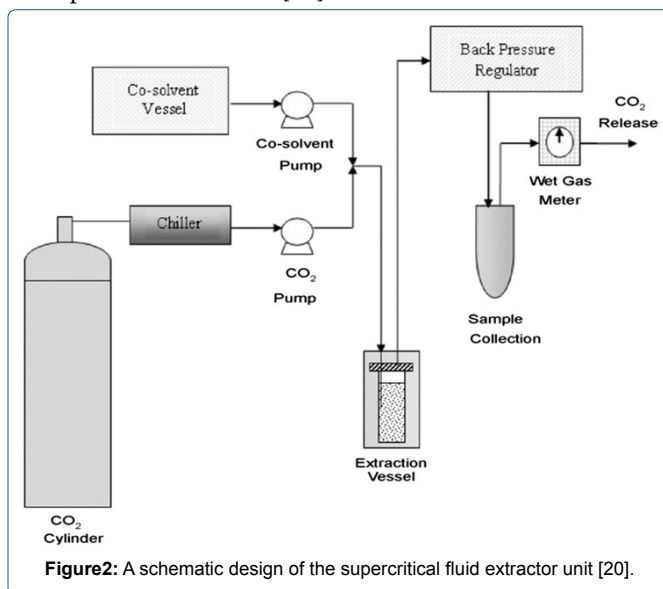 Back Pressure
Regulator
Co-solvent
Vessel
CO₂
Release
Co-solvent
Pump
Wet Gas
Meter
Chiller
CO₂
Pump
Sample
Collection
Extraction
Vessel
CO₂
Cylinder
Figure2: A schematic design of the supercritical fluid extractor unit [20].